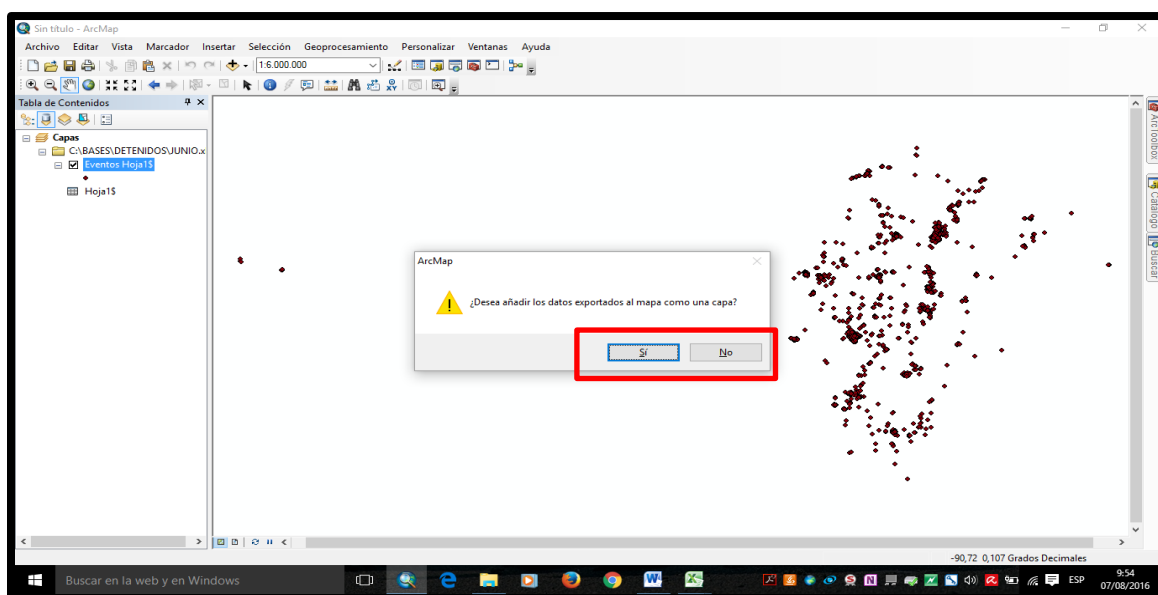 Sin título - ArcMap
Archivo Editar Vista Marcador Insertar Selección Geoprocesamiento Personalizar Ventanas Ayuda
1:6.000.000
Tabla de Contenidos
Capas
C:\BASES\DETENIDOS\JUNIO.x
Eventos Hoja1$
Hoja1$
ArcToolbox
Catálogo
Buscar
ArcMap
¿Desea añadir los datos exportados al mapa como una capa?
Sí No
-90,72 0,107 Grados Decimales
Buscar en la web y en Windows
ESP
9:54
07/08/2016